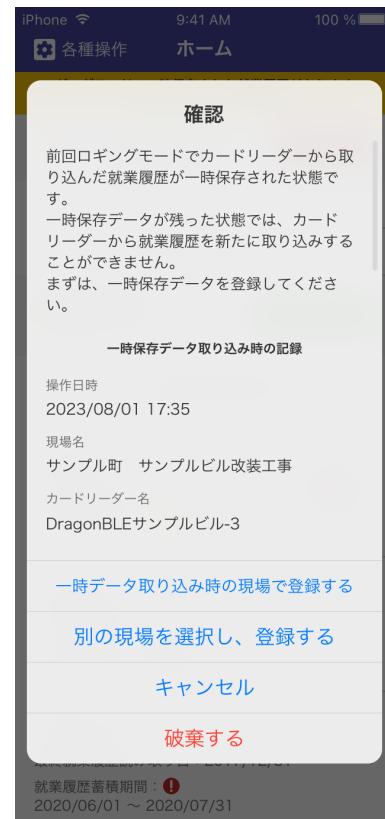 iPhone 9:41 AM 100 %
各種操作 ホーム
確認
前回ロギングモードでカードリーダーから取
り込んだ就業履歴が一時保存された状態で
す。
一時保存データが残った状態では、カード
リーダーから就業履歴を新たに取り込みする
ことができません。
まずは、一時保存データを登録してくださ
い。
一時保存データ取り込み時の記録
操作日時
2023/08/01 17:35
現場名
サンプル町　サンプルビル改装工事
カードリーダー名
DragonBLEサンプルビル-3
一時データ取り込み時の現場で登録する
別の現場を選択し、登録する
キャンセル
破棄する
就業履歴蓄積期間：
2020/06/01 ～ 2020/07/31